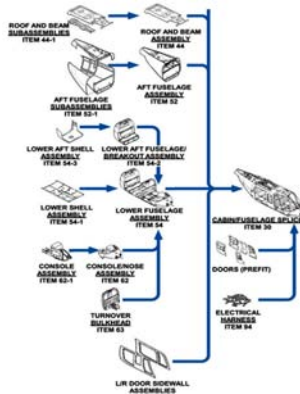 ROOF AND BEAM
SUBASSEMBLIES
ITEM 44-1
ROOF AND BEAM
ASSEMBLY
ITEM 44
AFT FUSELAGE
SUBASSEMBLIES
ITEM 52-1
AFT FUSELAGE
ASSEMBLY
ITEM 52
LOWER AFT SHELL
ASSEMBLY
ITEM 54-3
LOWER AFT FUSELAGE/
BREAKOUT ASSEMBLY
ITEM 54-2
LOWER SHELL
ASSEMBLY
ITEM 54-1
LOWER FUSELAGE
ASSEMBLY
ITEM 54
CABIN/FUSELAGE SPLICE
ITEM 30
CONSOLE
ASSEMBLY
ITEM 62-1
CONSOLE/NOSE
ASSEMBLY
ITEM 62
DOORS (PREFIT)
TURNOVER
BULKHEAD
ITEM 63
ELECTRICAL
HARNESS
ITEM 94
L/R DOOR SIDEWALL
ASSEMBLIES